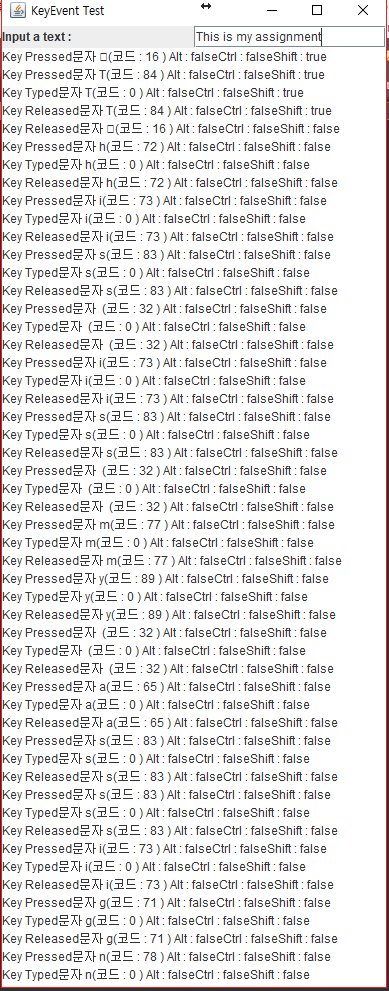 KeyEvent Test
Input a text : This is my assignment
Key Pressed문자 (코드 : 16 ) Alt : falseCtrl : falseShift : true
Key Pressed문자 T(코드 : 84 ) Alt : falseCtrl : falseShift : true
Key Typed문자 T(코드 : 0 ) Alt : falseCtrl : falseShift : true
Key Released문자 T(코드 : 84 ) Alt : falseCtrl : falseShift : true
Key Released문자 (코드 : 16 ) Alt : falseCtrl : falseShift : false
Key Pressed문자 h(코드 : 72 ) Alt : falseCtrl : falseShift : false
Key Typed문자 h(코드 : 0 ) Alt : falseCtrl : falseShift : false
Key Released문자 h(코드 : 72 ) Alt : falseCtrl : falseShift : false
Key Pressed문자 i(코드 : 73 ) Alt : falseCtrl : falseShift : false
Key Typed문자 i(코드 : 0 ) Alt : falseCtrl : falseShift : false
Key Released문자 i(코드 : 73 ) Alt : falseCtrl : falseShift : false
Key Pressed문자 s(코드 : 83 ) Alt : falseCtrl : falseShift : false
Key Typed문자 s(코드 : 0 ) Alt : falseCtrl : falseShift : false
Key Released문자 s(코드 : 83 ) Alt : falseCtrl : falseShift : false
Key Pressed문자  (코드 : 32 ) Alt : falseCtrl : falseShift : false
Key Typed문자  (코드 : 0 ) Alt : falseCtrl : falseShift : false
Key Released문자  (코드 : 32 ) Alt : falseCtrl : falseShift : false
Key Pressed문자 i(코드 : 73 ) Alt : falseCtrl : falseShift : false
Key Typed문자 i(코드 : 0 ) Alt : falseCtrl : falseShift : false
Key Released문자 i(코드 : 73 ) Alt : falseCtrl : falseShift : false
Key Pressed문자 s(코드 : 83 ) Alt : falseCtrl : falseShift : false
Key Typed문자 s(코드 : 0 ) Alt : falseCtrl : falseShift : false
Key Released문자 s(코드 : 83 ) Alt : falseCtrl : falseShift : false
Key Pressed문자  (코드 : 32 ) Alt : falseCtrl : falseShift : false
Key Typed문자  (코드 : 0 ) Alt : falseCtrl : falseShift : false
Key Released문자  (코드 : 32 ) Alt : falseCtrl : falseShift : false
Key Pressed문자 m(코드 : 77 ) Alt : falseCtrl : falseShift : false
Key Typed문자 m(코드 : 0 ) Alt : falseCtrl : falseShift : false
Key Released문자 m(코드 : 77 ) Alt : falseCtrl : falseShift : false
Key Pressed문자 y(코드 : 89 ) Alt : falseCtrl : falseShift : false
Key Typed문자 y(코드 : 0 ) Alt : falseCtrl : falseShift : false
Key Released문자 y(코드 : 89 ) Alt : falseCtrl : falseShift : false
Key Pressed문자  (코드 : 32 ) Alt : falseCtrl : falseShift : false
Key Typed문자  (코드 : 0 ) Alt : falseCtrl : falseShift : false
Key Released문자  (코드 : 32 ) Alt : falseCtrl : falseShift : false
Key Pressed문자 a(코드 : 65 ) Alt : falseCtrl : falseShift : false
Key Typed문자 a(코드 : 0 ) Alt : falseCtrl : falseShift : false
Key Released문자 a(코드 : 65 ) Alt : falseCtrl : falseShift : false
Key Pressed문자 s(코드 : 83 ) Alt : falseCtrl : falseShift : false
Key Typed문자 s(코드 : 0 ) Alt : falseCtrl : falseShift : false
Key Released문자 s(코드 : 83 ) Alt : falseCtrl : falseShift : false
Key Pressed문자 s(코드 : 83 ) Alt : falseCtrl : falseShift : false
Key Typed문자 s(코드 : 0 ) Alt : falseCtrl : falseShift : false
Key Released문자 s(코드 : 83 ) Alt : falseCtrl : falseShift : false
Key Pressed문자 i(코드 : 73 ) Alt : falseCtrl : falseShift : false
Key Typed문자 i(코드 : 0 ) Alt : falseCtrl : falseShift : false
Key Released문자 i(코드 : 73 ) Alt : falseCtrl : falseShift : false
Key Pressed문자 g(코드 : 71 ) Alt : falseCtrl : falseShift : false
Key Typed문자 g(코드 : 0 ) Alt : falseCtrl : falseShift : false
Key Released문자 g(코드 : 71 ) Alt : falseCtrl : falseShift : false
Key Pressed문자 n(코드 : 78 ) Alt : falseCtrl : falseShift : false
Key Typed문자 n(코드 : 0 ) Alt : falseCtrl : falseShift : false